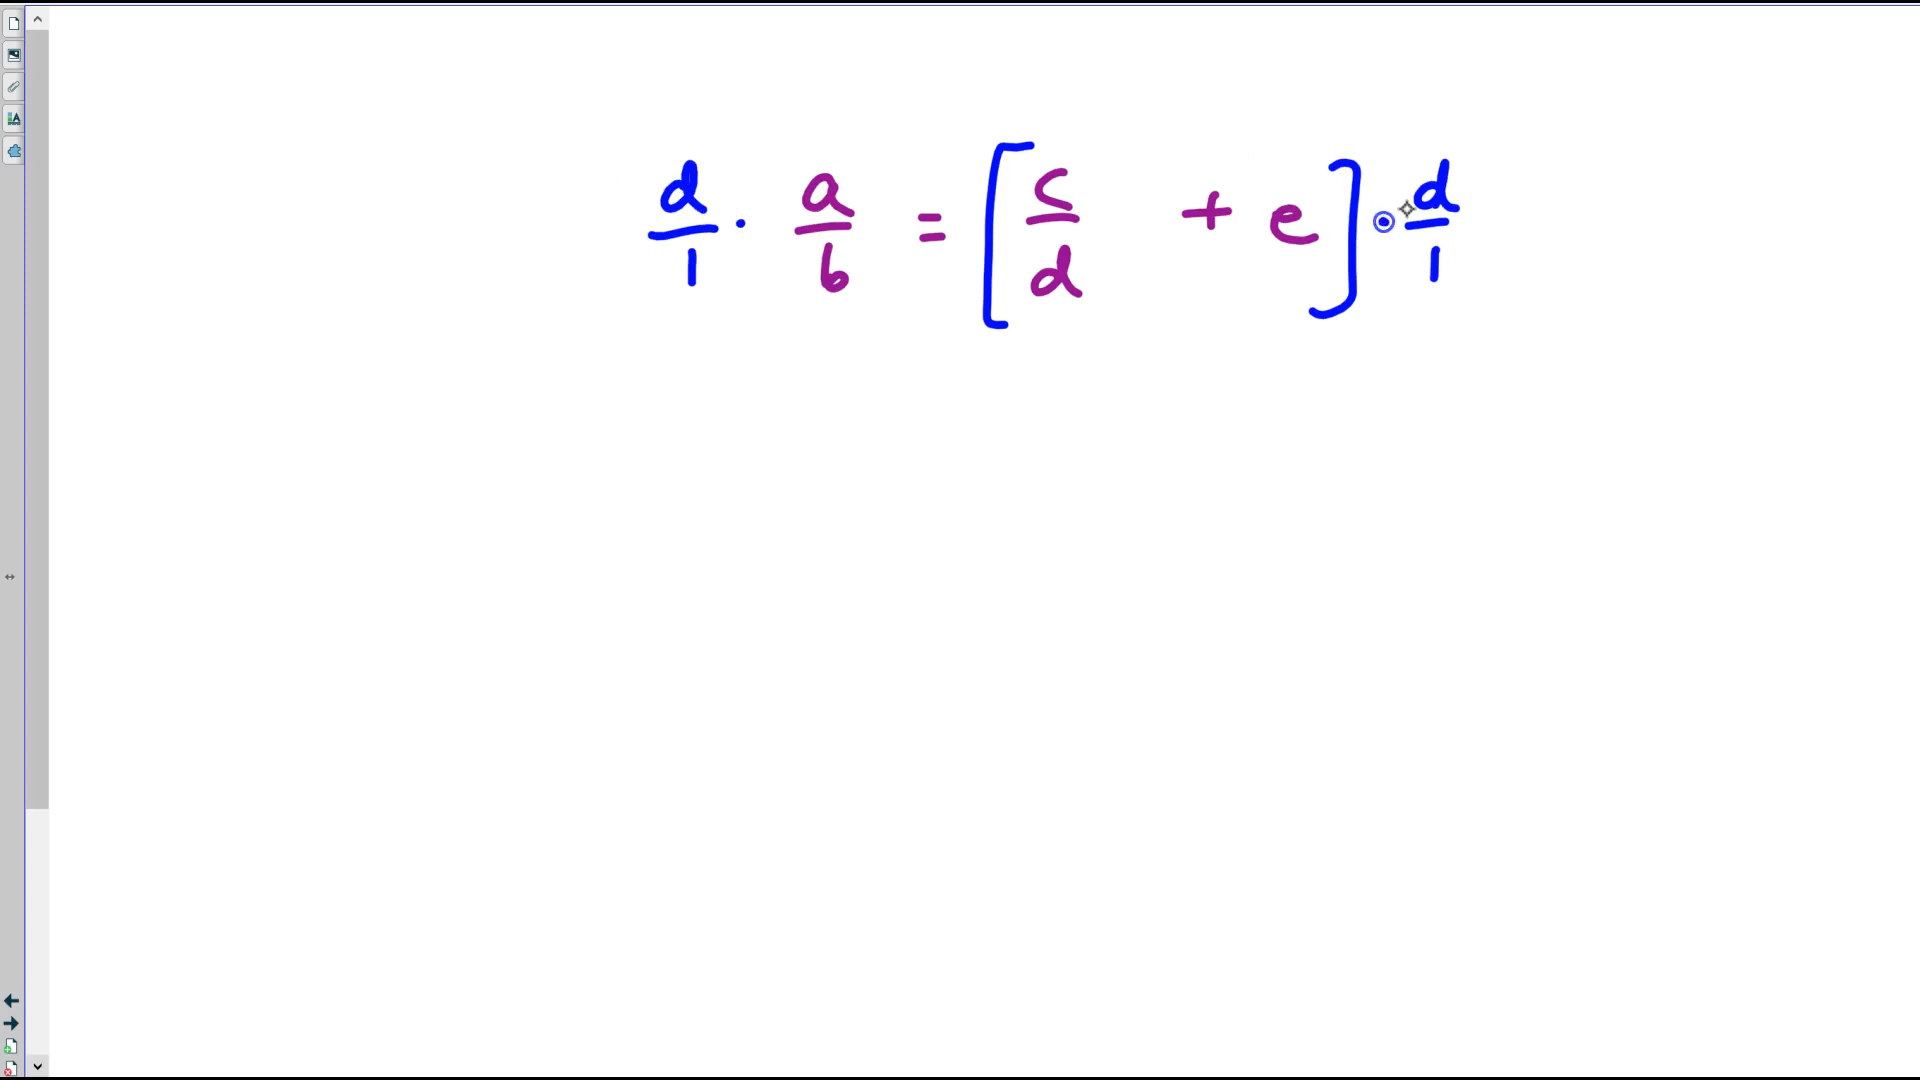 d/1 · a/b = [c/d + e] · d/1